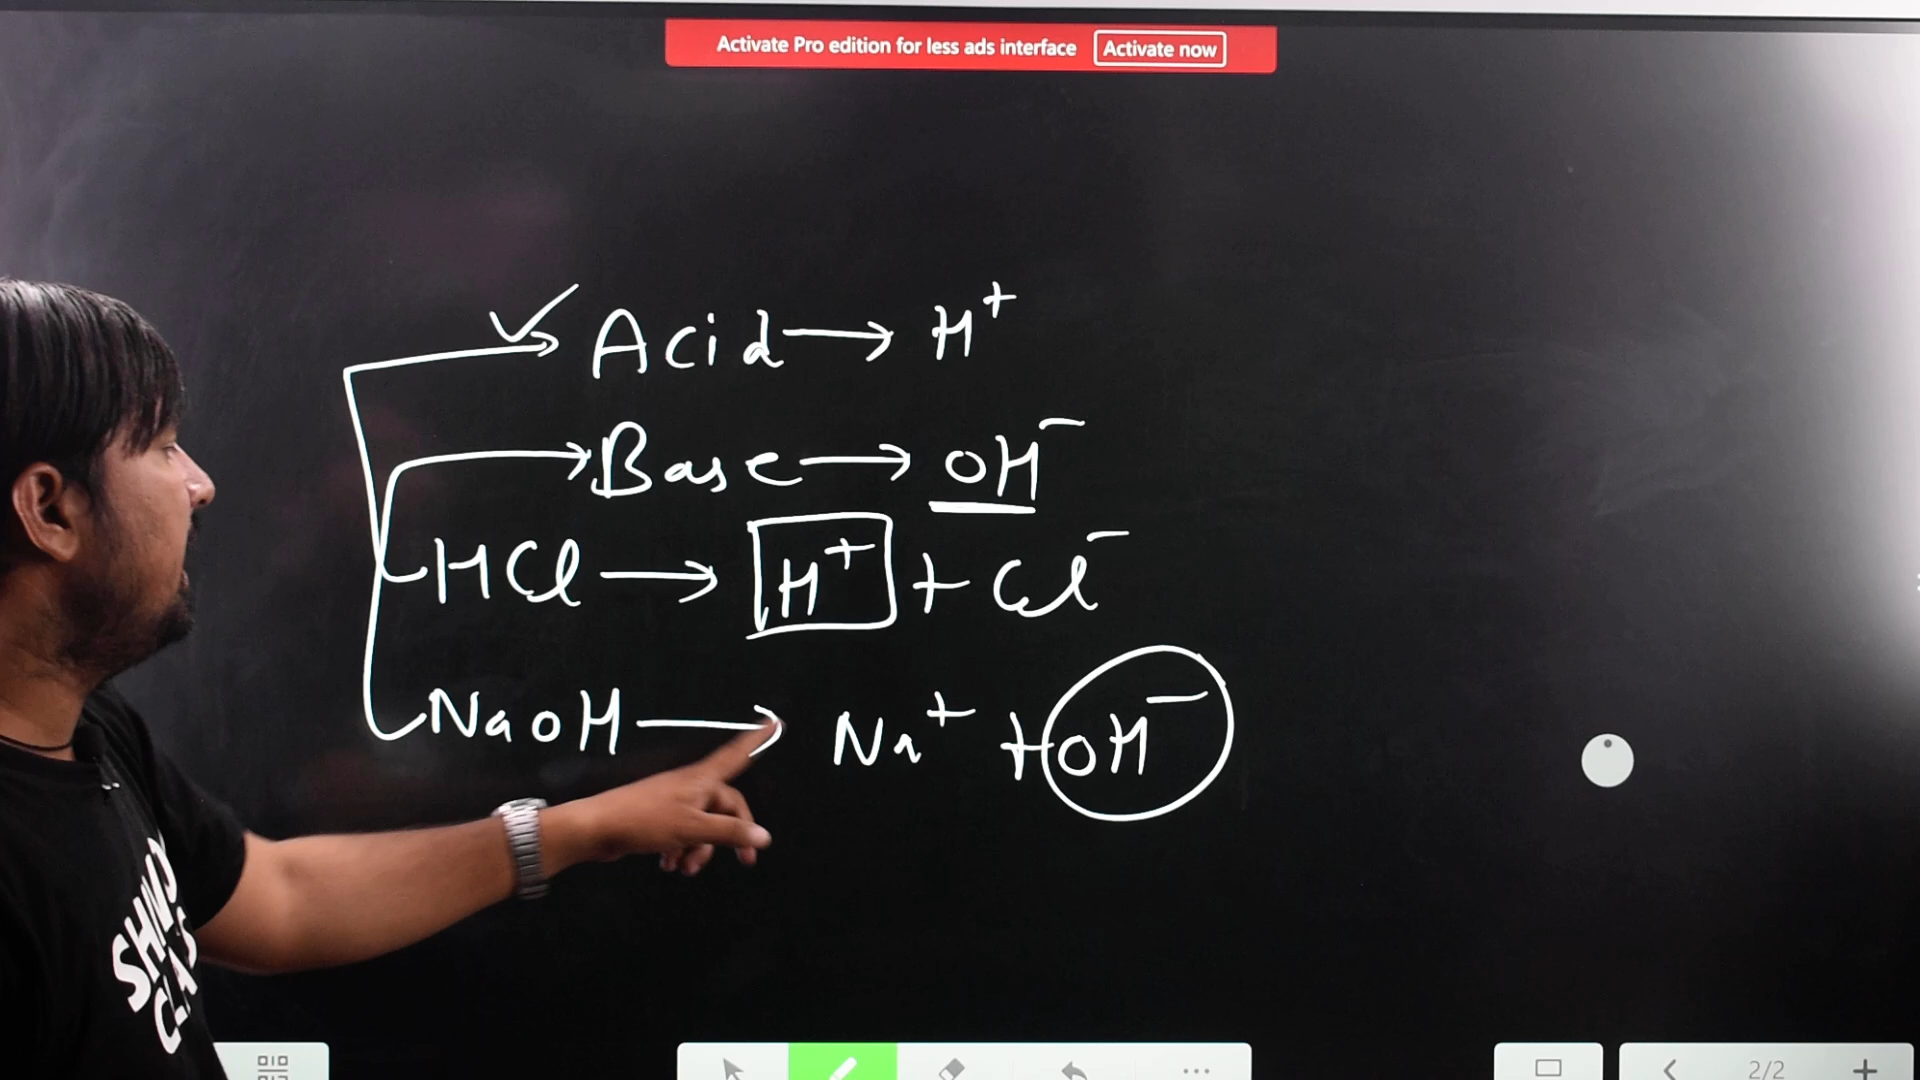 Activate Pro edition for less ads interface Activate now
Acid → H⁺
Base → OH⁻
HCl → H⁺ + Cl⁻
NaOH → Na⁺ + OH⁻
2/2